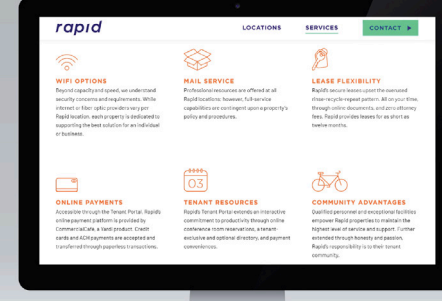 rapid
LOCATIONS
SERVICES
CONTACT
WIFI OPTIONS
Beyond capacity and speed, we understand
security concerns and requirements. While
internet or fiber optic providers vary per
Rapid location, each property is dedicated to
supporting the best solution for an individual
or business.
MAIL SERVICE
Professional resources are offered at all
Rapid locations; however, full-service
capabilities are contingent upon a property's
policy and procedures.
LEASE FLEXIBILITY
Rapid's secure leases upset the overused
rinse-recycle-repeat pattern. All on your time,
through online documents, and zero attorney
fees. Rapid provides leases for as short as
twelve months.
ONLINE PAYMENTS
Accessible through the Tenant Portal, Rapid's
online payment platform is provided by
CommercialCafe, a Yardi product. Credit
cards and ACH payments are accepted and
transferred through paperless transactions.
03
TENANT RESOURCES
Rapid's Tenant Portal extends an interactive
commitment to productivity through online
conference room reservations, a tenant-
exclusive and optional directory, and payment
conveniences.
COMMUNITY ADVANTAGES
Qualified personnel and exceptional facilities
empower Rapid properties to maintain the
highest level of service and support. Further
extended through honesty and passion,
Rapid's responsibility is to their tenant
community.